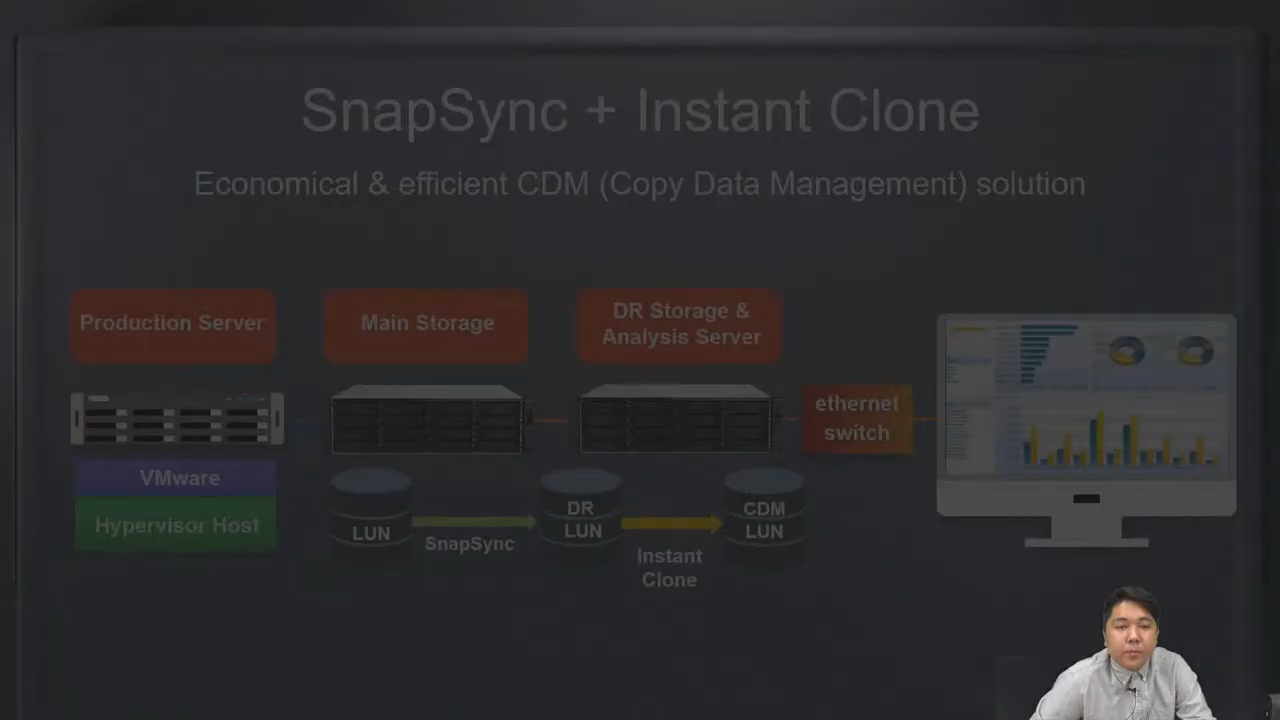 SnapSync + Instant Clone
Economical & efficient CDM (Copy Data Management) solution
Production Server
Main Storage
DR Storage &
Analysis Server
ethernet
switch
VMware
Hypervisor Host
LUN
SnapSync
DR
LUN
Instant
Clone
CDM
LUN